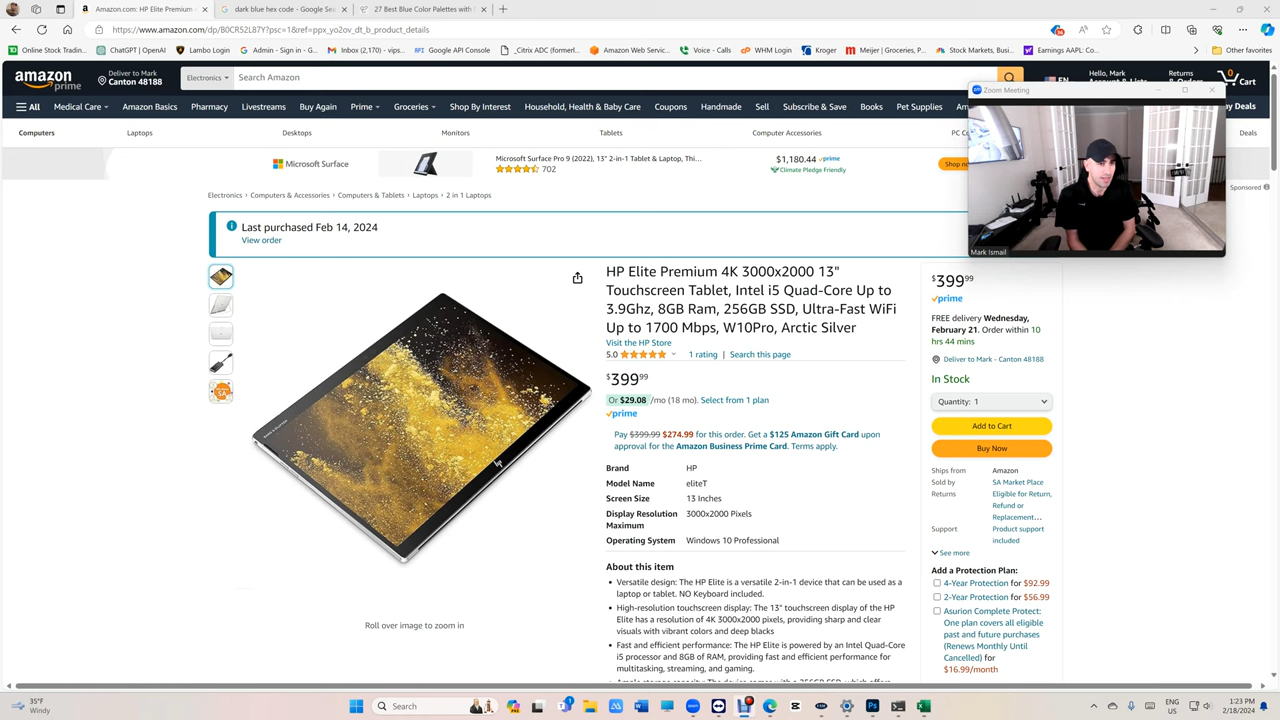 Amazon.com: HP Elite Premium
dark blue hex code - Google Sea
27 Best Blue Color Palettes with
https://www.amazon.com/dp/B0CR52L87Y?psc=1&ref=ppx_yo2ov_dt_b_product_details
Online Stock Tradin... ChatGPT | OpenAI Lambo Login Admin - Sign in - G... Inbox (2,170) - vips... Google API Console _Citrix ADC (formerl... Amazon Web Servic... Voice - Calls WHM Login Kroger Meijer | Groceries, P... Stock Markets, Busi... Earnings AAPL: Co... Other favorites
amazon prime
Deliver to Mark
Canton 48188
Electronics
Search Amazon
EN
Hello, Mark
Returns
0
Cart
All Medical Care Amazon Basics Pharmacy Livestreams Buy Again Prime Groceries Shop By Interest Household, Health & Baby Care Coupons Handmade Sell Subscribe & Save Books Pet Supplies
Zoom Meeting
Mark Ismail
Computers Laptops Desktops Monitors Tablets Computer Accessories Deals
Microsoft Surface
Microsoft Surface Pro 9 (2022), 13" 2-in-1 Tablet & Laptop, Thi...
702
$1,180.44 prime
Climate Pledge Friendly
Shop no
Sponsored
Electronics › Computers & Accessories › Computers & Tablets › Laptops › 2 in 1 Laptops
Last purchased Feb 14, 2024
View order
HP Elite Premium 4K 3000x2000 13"
Touchscreen Tablet, Intel i5 Quad-Core Up to
3.9Ghz, 8GB Ram, 256GB SSD, Ultra-Fast WiFi
Up to 1700 Mbps, W10Pro, Arctic Silver
Visit the HP Store
5.0 1 rating | Search this page
$39999
Or $29.08 /mo (18 mo). Select from 1 plan
prime
Pay $399.99 $274.99 for this order. Get a $125 Amazon Gift Card upon
approval for the Amazon Business Prime Card. Terms apply.
Brand HP
Model Name eliteT
Screen Size 13 Inches
Display Resolution 3000x2000 Pixels
Maximum
Operating System Windows 10 Professional
About this item
• Versatile design: The HP Elite is a versatile 2-in-1 device that can be used as a
laptop or tablet. NO Keyboard included.
• High-resolution touchscreen display: The 13" touchscreen display of the HP
Elite has a resolution of 4K 3000x2000 pixels, providing sharp and clear
visuals with vibrant colors and deep blacks
• Fast and efficient performance: The HP Elite is powered by an Intel Quad-Core
i5 processor and 8GB of RAM, providing fast and efficient performance for
multitasking, streaming, and gaming.
Roll over image to zoom in
$39999
prime
FREE delivery Wednesday,
February 21. Order within 10
hrs 44 mins
Deliver to Mark - Canton 48188
In Stock
Quantity: 1
Add to Cart
Buy Now
Ships from Amazon
Sold by SA Market Place
Returns Eligible for Return,
Refund or
Replacement...
Support Product support
included
See more
Add a Protection Plan:
4-Year Protection for $92.99
2-Year Protection for $56.99
Asurion Complete Protect:
One plan covers all eligible
past and future purchases
(Renews Monthly Until
Cancelled) for
$16.99/month
35°F
Search
ENG
US
1:23 PM
2/18/2024